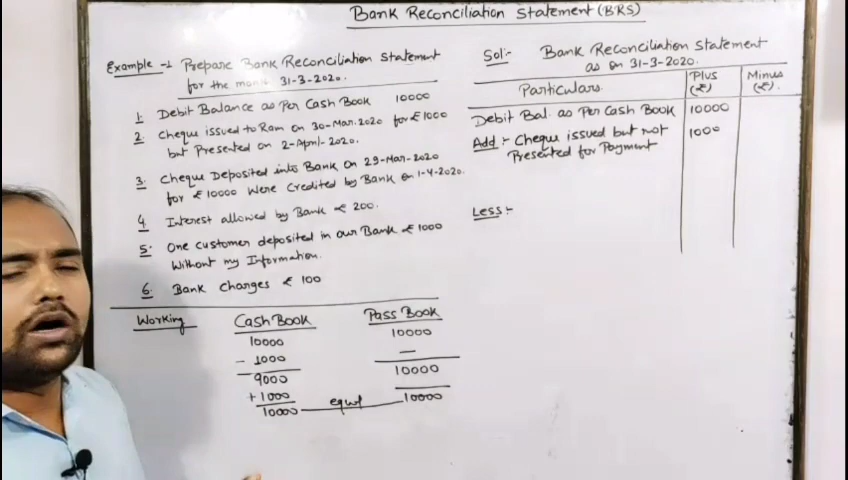 Bank Reconciliation Statement (BRS)
Example -1 Prepare Bank Reconciliation Statement
for the month 31-3-2020.
1. Debit Balance as Per Cash Book 10000
2. Cheque issued to Ram on 30-Mar.2020 for ₹1000
but Presented on 2-April-2020.
3. Cheque Deposited into Bank on 29-Mar-2020
for ₹10000 Were Credited by Bank on 1-4-2020.
4. Interest allowed by Bank ₹ 200.
5. One customer deposited in our Bank ₹1000
Without my Information.
6. Bank Charges ₹ 100
Working
Cash Book Pass Book
10000 10000
- 1000 —
9000 10000
+ 1000
10000 equal 10000
Sol:- Bank Reconciliation Statement
as on 31-3-2020.
Particulars. Plus (₹) Minus (₹).
Debit Bal. as Per Cash Book 10000
Add :- Cheque issued but not 1000
Presented for Payment
Less :-